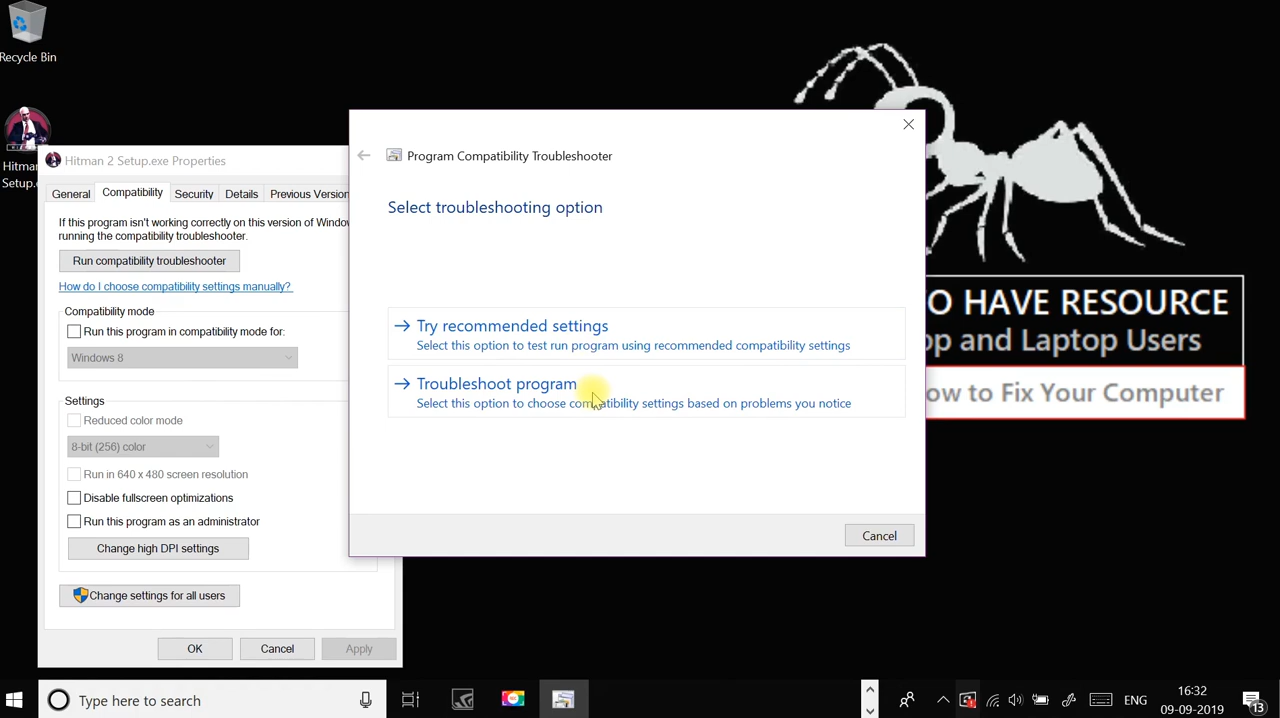 Recycle Bin
Hitman
Setup.
Hitman 2 Setup.exe Properties
General
Compatibility
Security
Details
Previous Version
If this program isn't working correctly on this version of Window
running the compatibility troubleshooter.
Run compatibility troubleshooter
How do I choose compatibility settings manually?
Compatibility mode
Run this program in compatibility mode for:
Windows 8
Settings
Reduced color mode
8-bit (256) color
Run in 640 x 480 screen resolution
Disable fullscreen optimizations
Run this program as an administrator
Change high DPI settings
Change settings for all users
OK
Cancel
Apply
Program Compatibility Troubleshooter
Select troubleshooting option
Try recommended settings
Select this option to test run program using recommended compatibility settings
Troubleshoot program
Select this option to choose compatibility settings based on problems you notice
Cancel
O HAVE RESOURCE
op and Laptop Users
ow to Fix Your Computer
Type here to search
ENG
16:32
09-09-2019
13